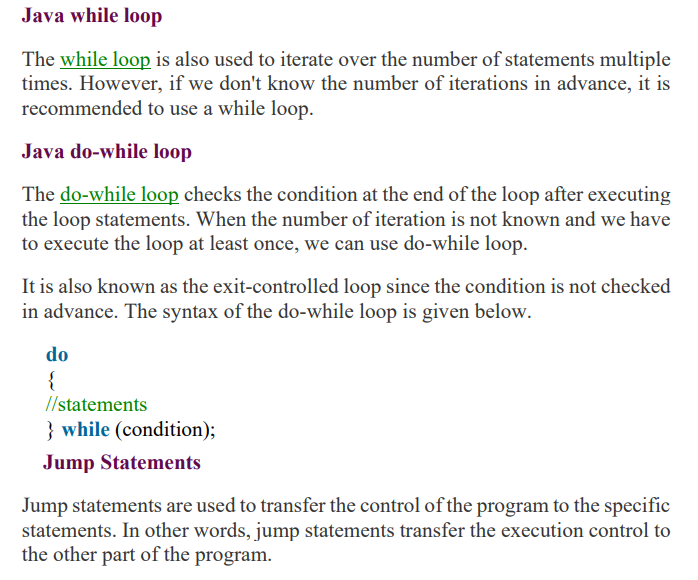 Java while loop
The while loop is also used to iterate over the number of statements multiple
times. However, if we don't know the number of iterations in advance, it is
recommended to use a while loop.
Java do-while loop
The do-while loop checks the condition at the end of the loop after executing
the loop statements. When the number of iteration is not known and we have
to execute the loop at least once, we can use do-while loop.
It is also known as the exit-controlled loop since the condition is not checked
in advance. The syntax of the do-while loop is given below.
do
{
//statements
} while (condition);
Jump Statements
Jump statements are used to transfer the control of the program to the specific
statements. In other words, jump statements transfer the execution control to
the other part of the program.